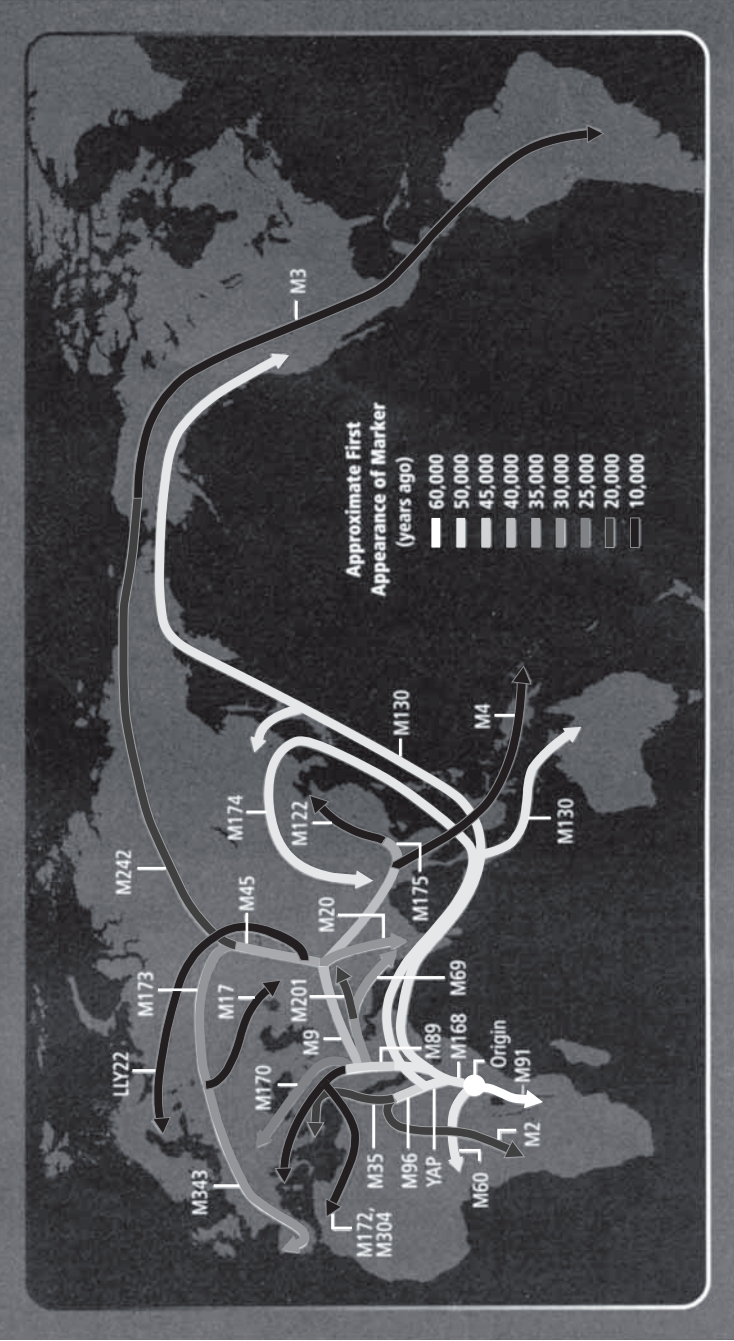 M343
LLY22
M173
M242
M172,
M304
M170
M17
M45
M35
M9
M201
M20
M122
M174
M3
M96
YAP
M89
M69
M175
M130
M60
M168
M2
M91
Origin
M130
M4
Approximate First
Appearance of Marker
(years ago)
60,000
50,000
45,000
40,000
35,000
30,000
25,000
20,000
10,000